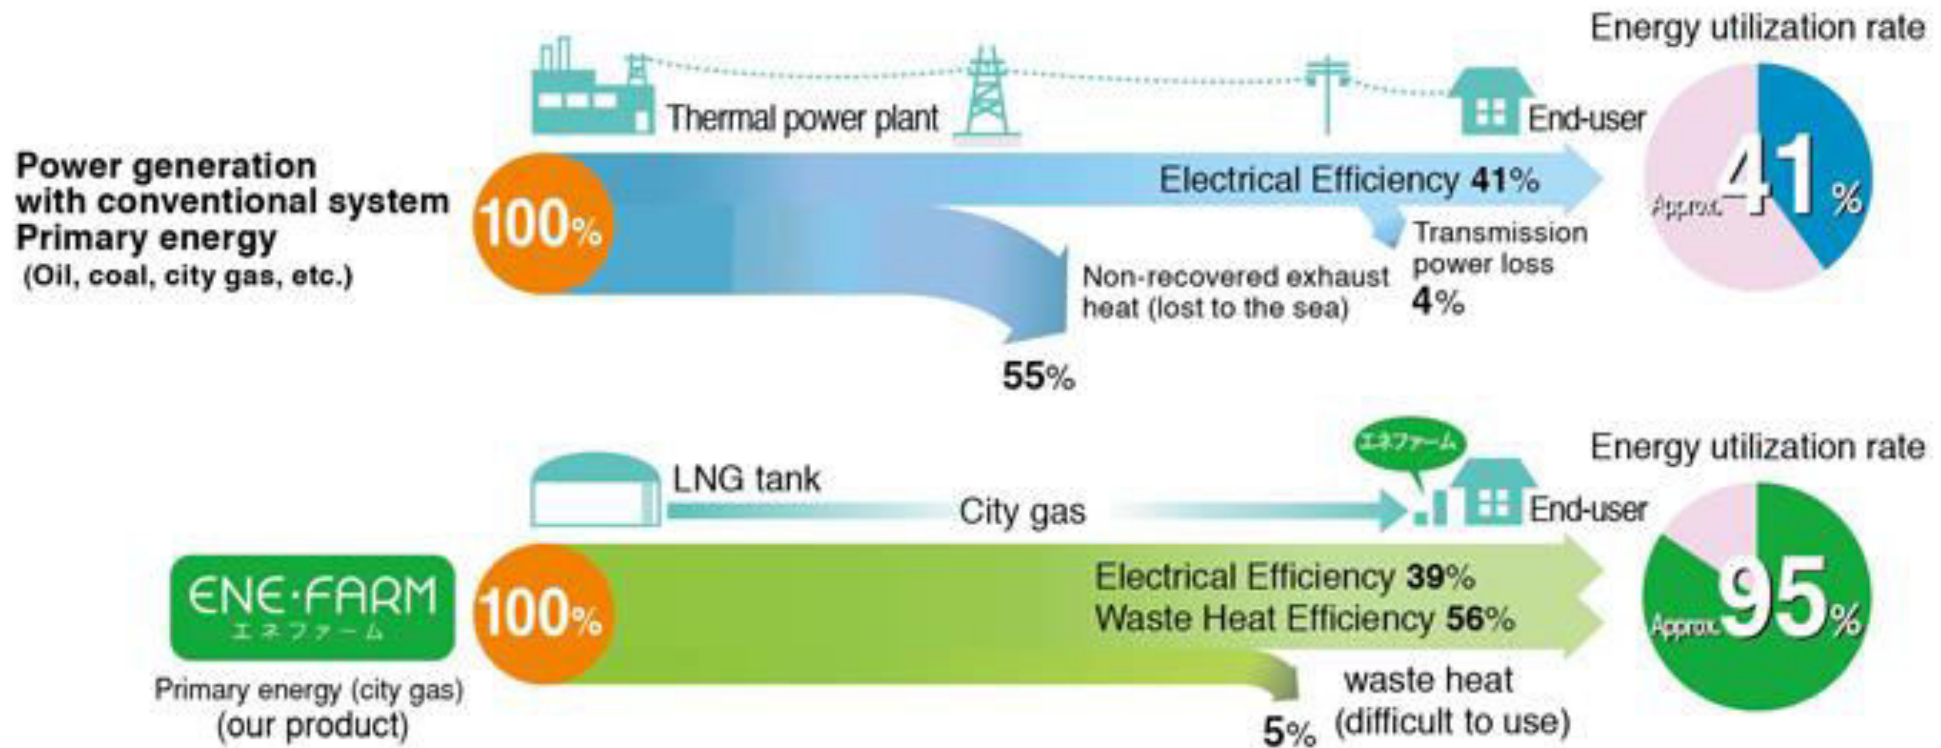 Energy utilization rate
Thermal power plant
End-user
Power generation
with conventional system
Primary energy
(Oil, coal, city gas, etc.)
100%
Electrical Efficiency 41%
Approx. 41%
Transmission
power loss
4%
Non-recovered exhaust
heat (lost to the sea)
55%
エネファーム
Energy utilization rate
LNG tank
City gas
End-user
ENE·FARM
エネファーム
100%
Electrical Efficiency 39%
Waste Heat Efficiency 56%
Approx. 95%
Primary energy (city gas)
(our product)
waste heat
(difficult to use)
5%